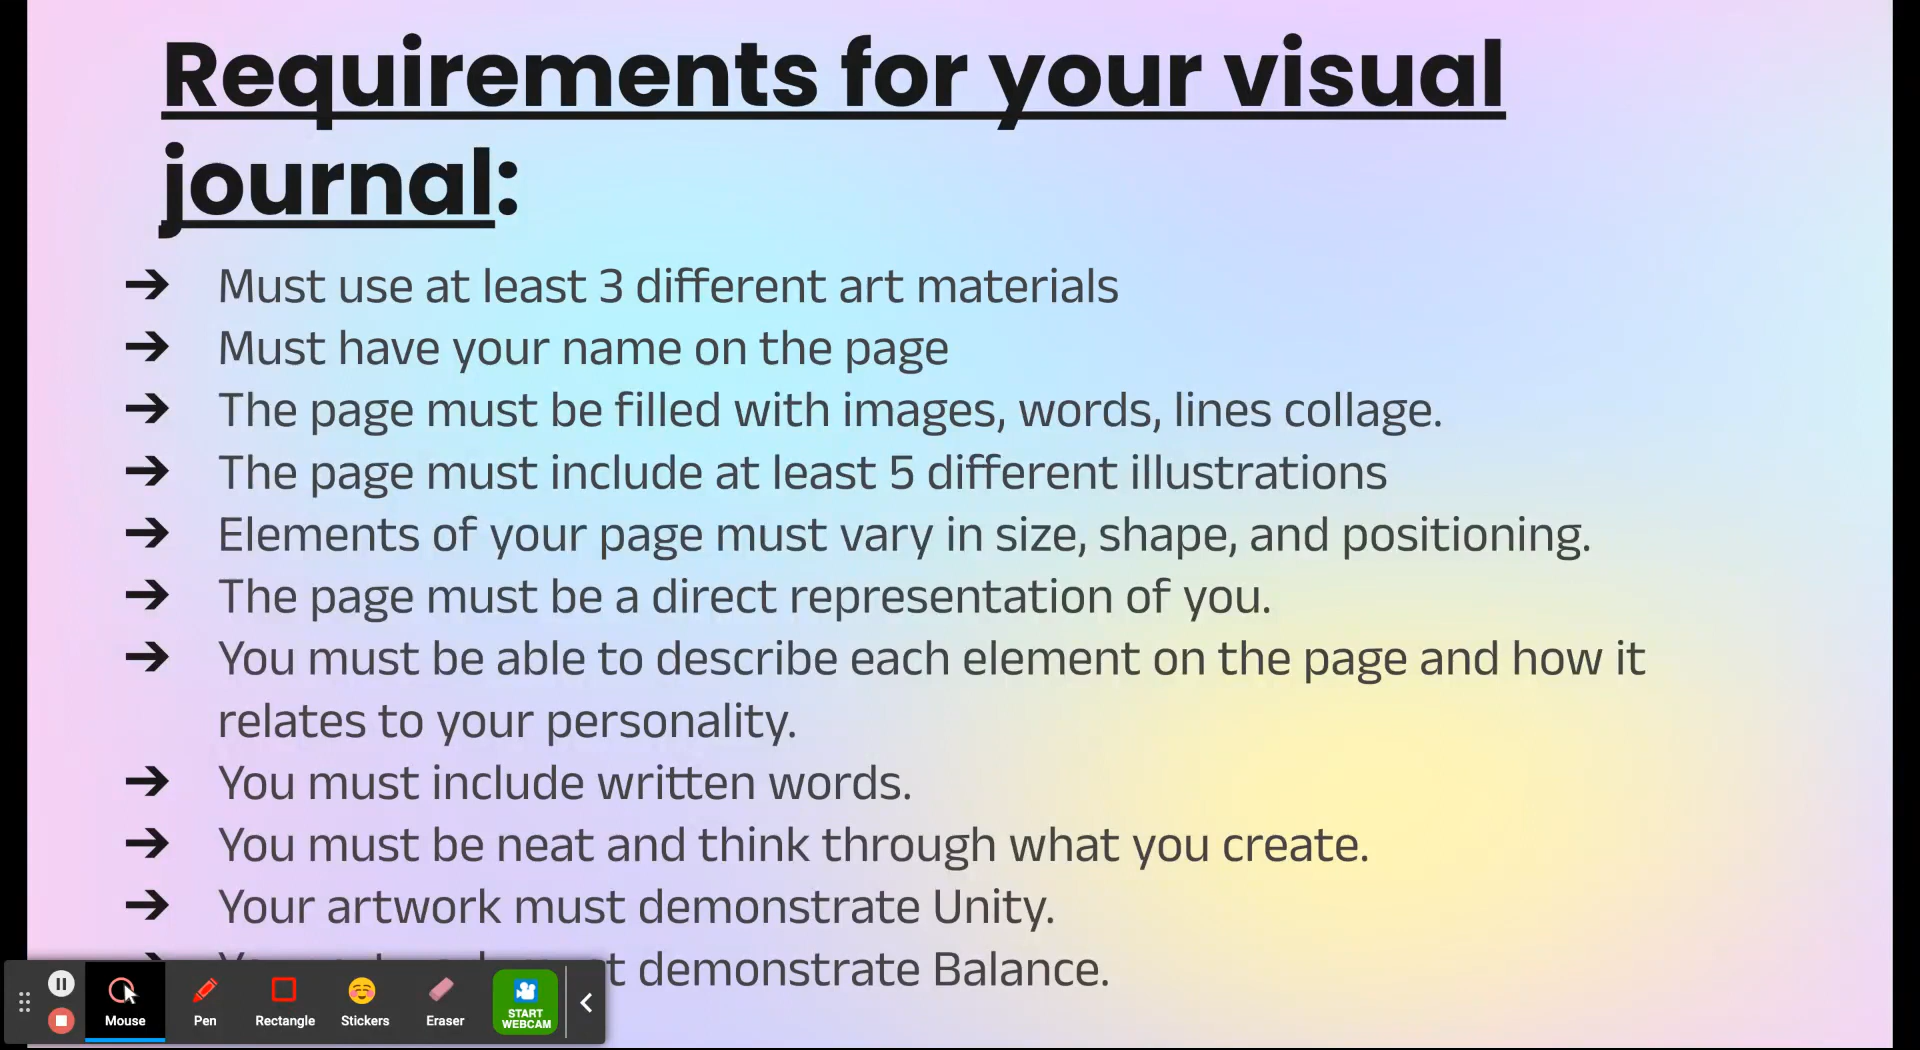 Requirements for your visual
journal:
➔ Must use at least 3 different art materials
➔ Must have your name on the page
➔ The page must be filled with images, words, lines collage.
➔ The page must include at least 5 different illustrations
➔ Elements of your page must vary in size, shape, and positioning.
➔ The page must be a direct representation of you.
➔ You must be able to describe each element on the page and how it
relates to your personality.
➔ You must include written words.
➔ You must be neat and think through what you create.
➔ Your artwork must demonstrate Unity.
demonstrate Balance.
Mouse Pen Rectangle Stickers Eraser START
WEBCAM